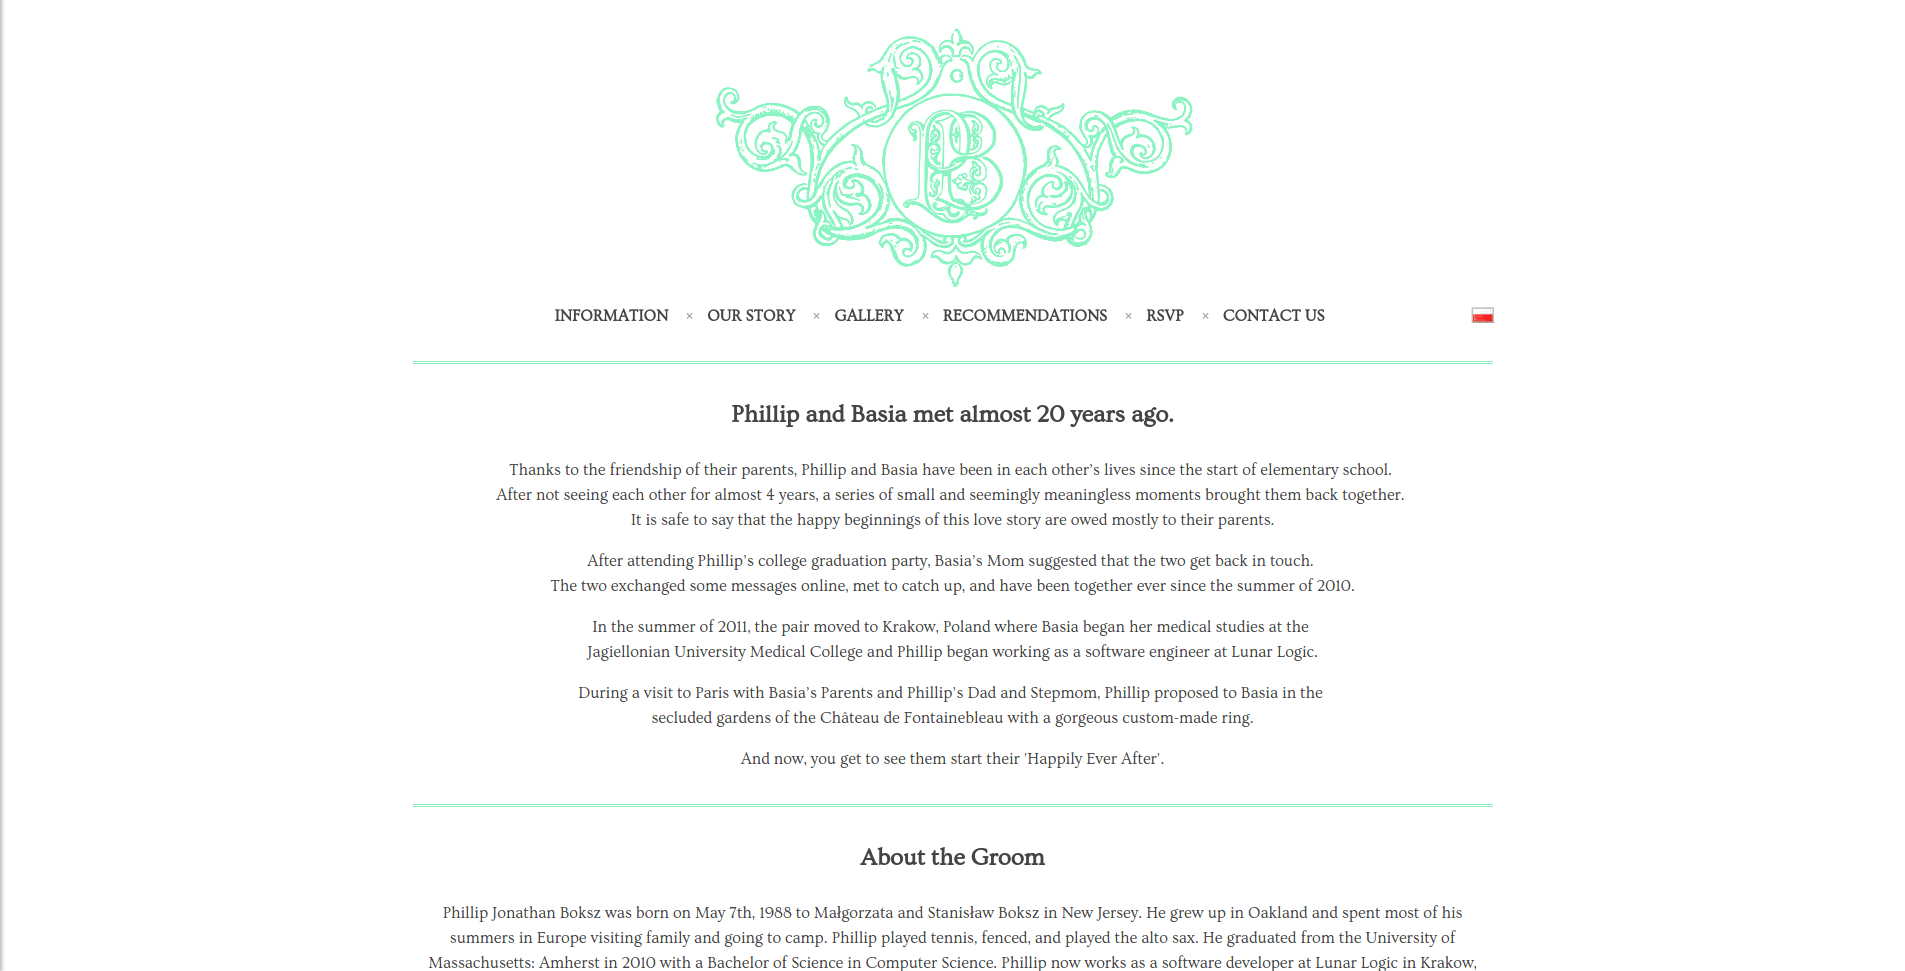 PB
INFORMATION × OUR STORY × GALLERY × RECOMMENDATIONS × RSVP × CONTACT US
Phillip and Basia met almost 20 years ago.
Thanks to the friendship of their parents, Phillip and Basia have been in each other’s lives since the start of elementary school.
After not seeing each other for almost 4 years, a series of small and seemingly meaningless moments brought them back together.
It is safe to say that the happy beginnings of this love story are owed mostly to their parents.
After attending Phillip’s college graduation party, Basia’s Mom suggested that the two get back in touch.
The two exchanged some messages online, met to catch up, and have been together ever since the summer of 2010.
In the summer of 2011, the pair moved to Krakow, Poland where Basia began her medical studies at the
Jagiellonian University Medical College and Phillip began working as a software engineer at Lunar Logic.
During a visit to Paris with Basia’s Parents and Phillip’s Dad and Stepmom, Phillip proposed to Basia in the
secluded gardens of the Château de Fontainebleau with a gorgeous custom-made ring.
And now, you get to see them start their 'Happily Ever After'.
About the Groom
Phillip Jonathan Boksz was born on May 7th, 1988 to Małgorzata and Stanisław Boksz in New Jersey. He grew up in Oakland and spent most of his
summers in Europe visiting family and going to camp. Phillip played tennis, fenced, and played the alto sax. He graduated from the University of
Massachusetts: Amherst in 2010 with a Bachelor of Science in Computer Science. Phillip now works as a software developer at Lunar Logic in Krakow,